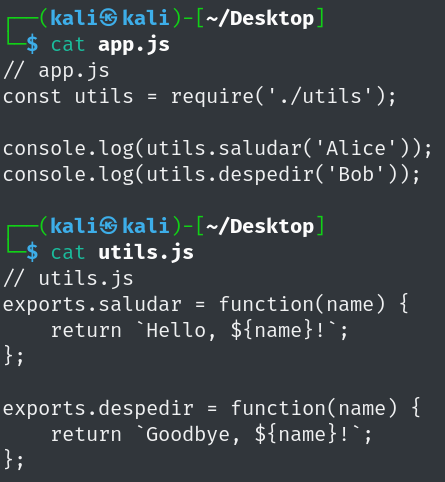 ┌──(kali㉿kali)-[~/Desktop]
└─$ cat app.js
// app.js
const utils = require('./utils');

console.log(utils.saludar('Alice'));
console.log(utils.despedir('Bob'));

┌──(kali㉿kali)-[~/Desktop]
└─$ cat utils.js
// utils.js
exports.saludar = function(name) {
    return `Hello, ${name}!`;
};

exports.despedir = function(name) {
    return `Goodbye, ${name}!`;
};